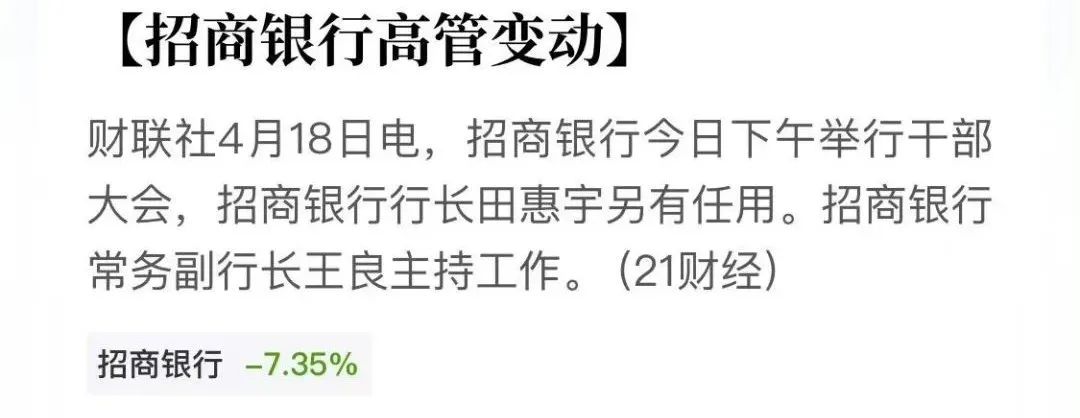 【招商银行高管变动】
财联社4月18日电，招商银行今日下午举行干部
大会，招商银行行长田惠宇另有任用。招商银行
常务副行长王良主持工作。（21财经）
招商银行 -7.35%